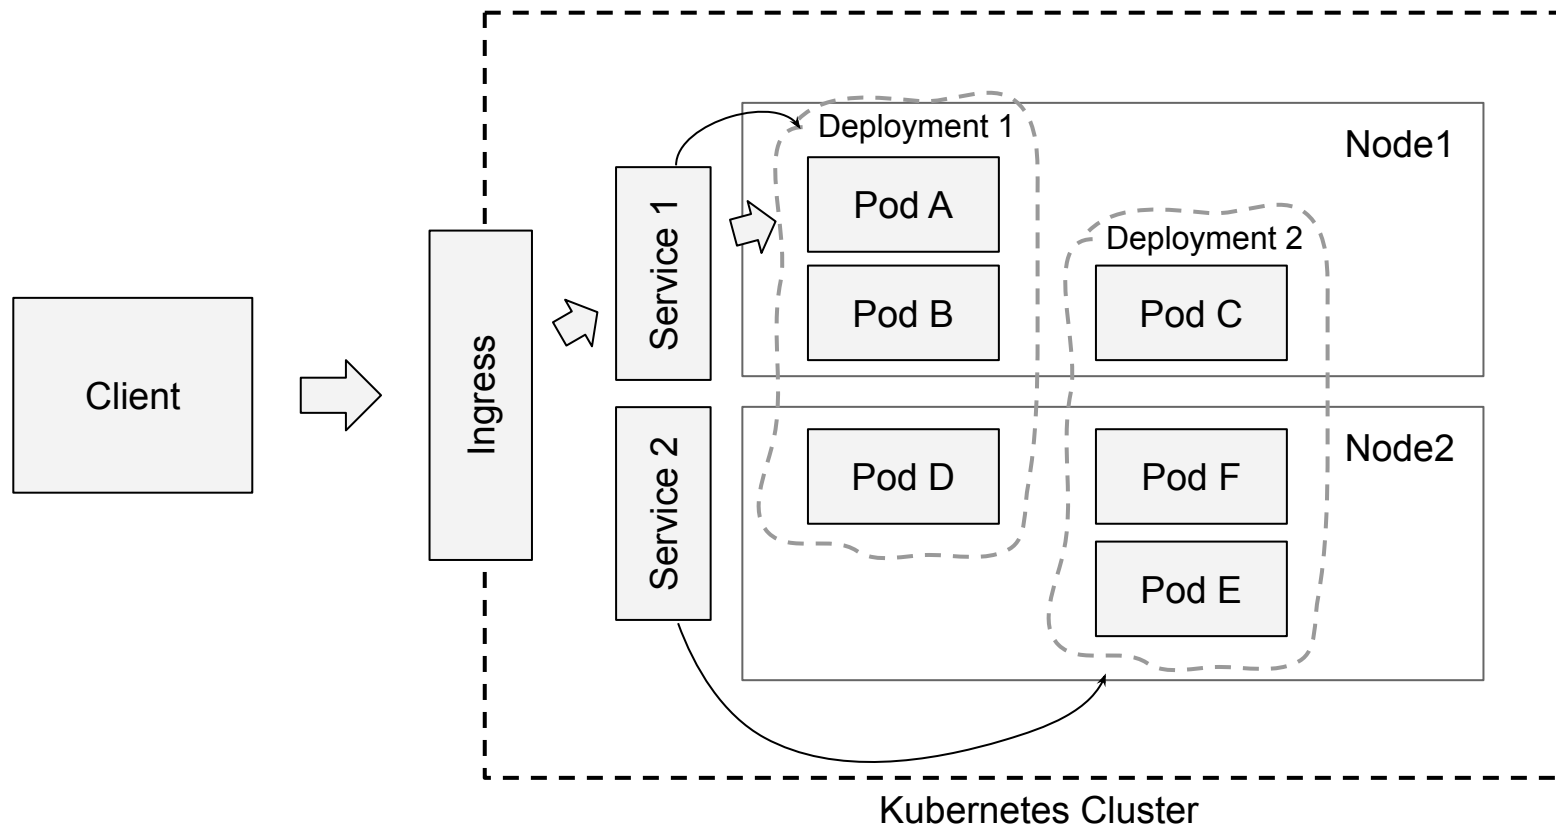 Client
Ingress
Service 1
Service 2
Deployment 1
Pod A
Pod B
Pod D
Deployment 2
Pod C
Pod F
Pod E
Node1
Node2
Kubernetes Cluster